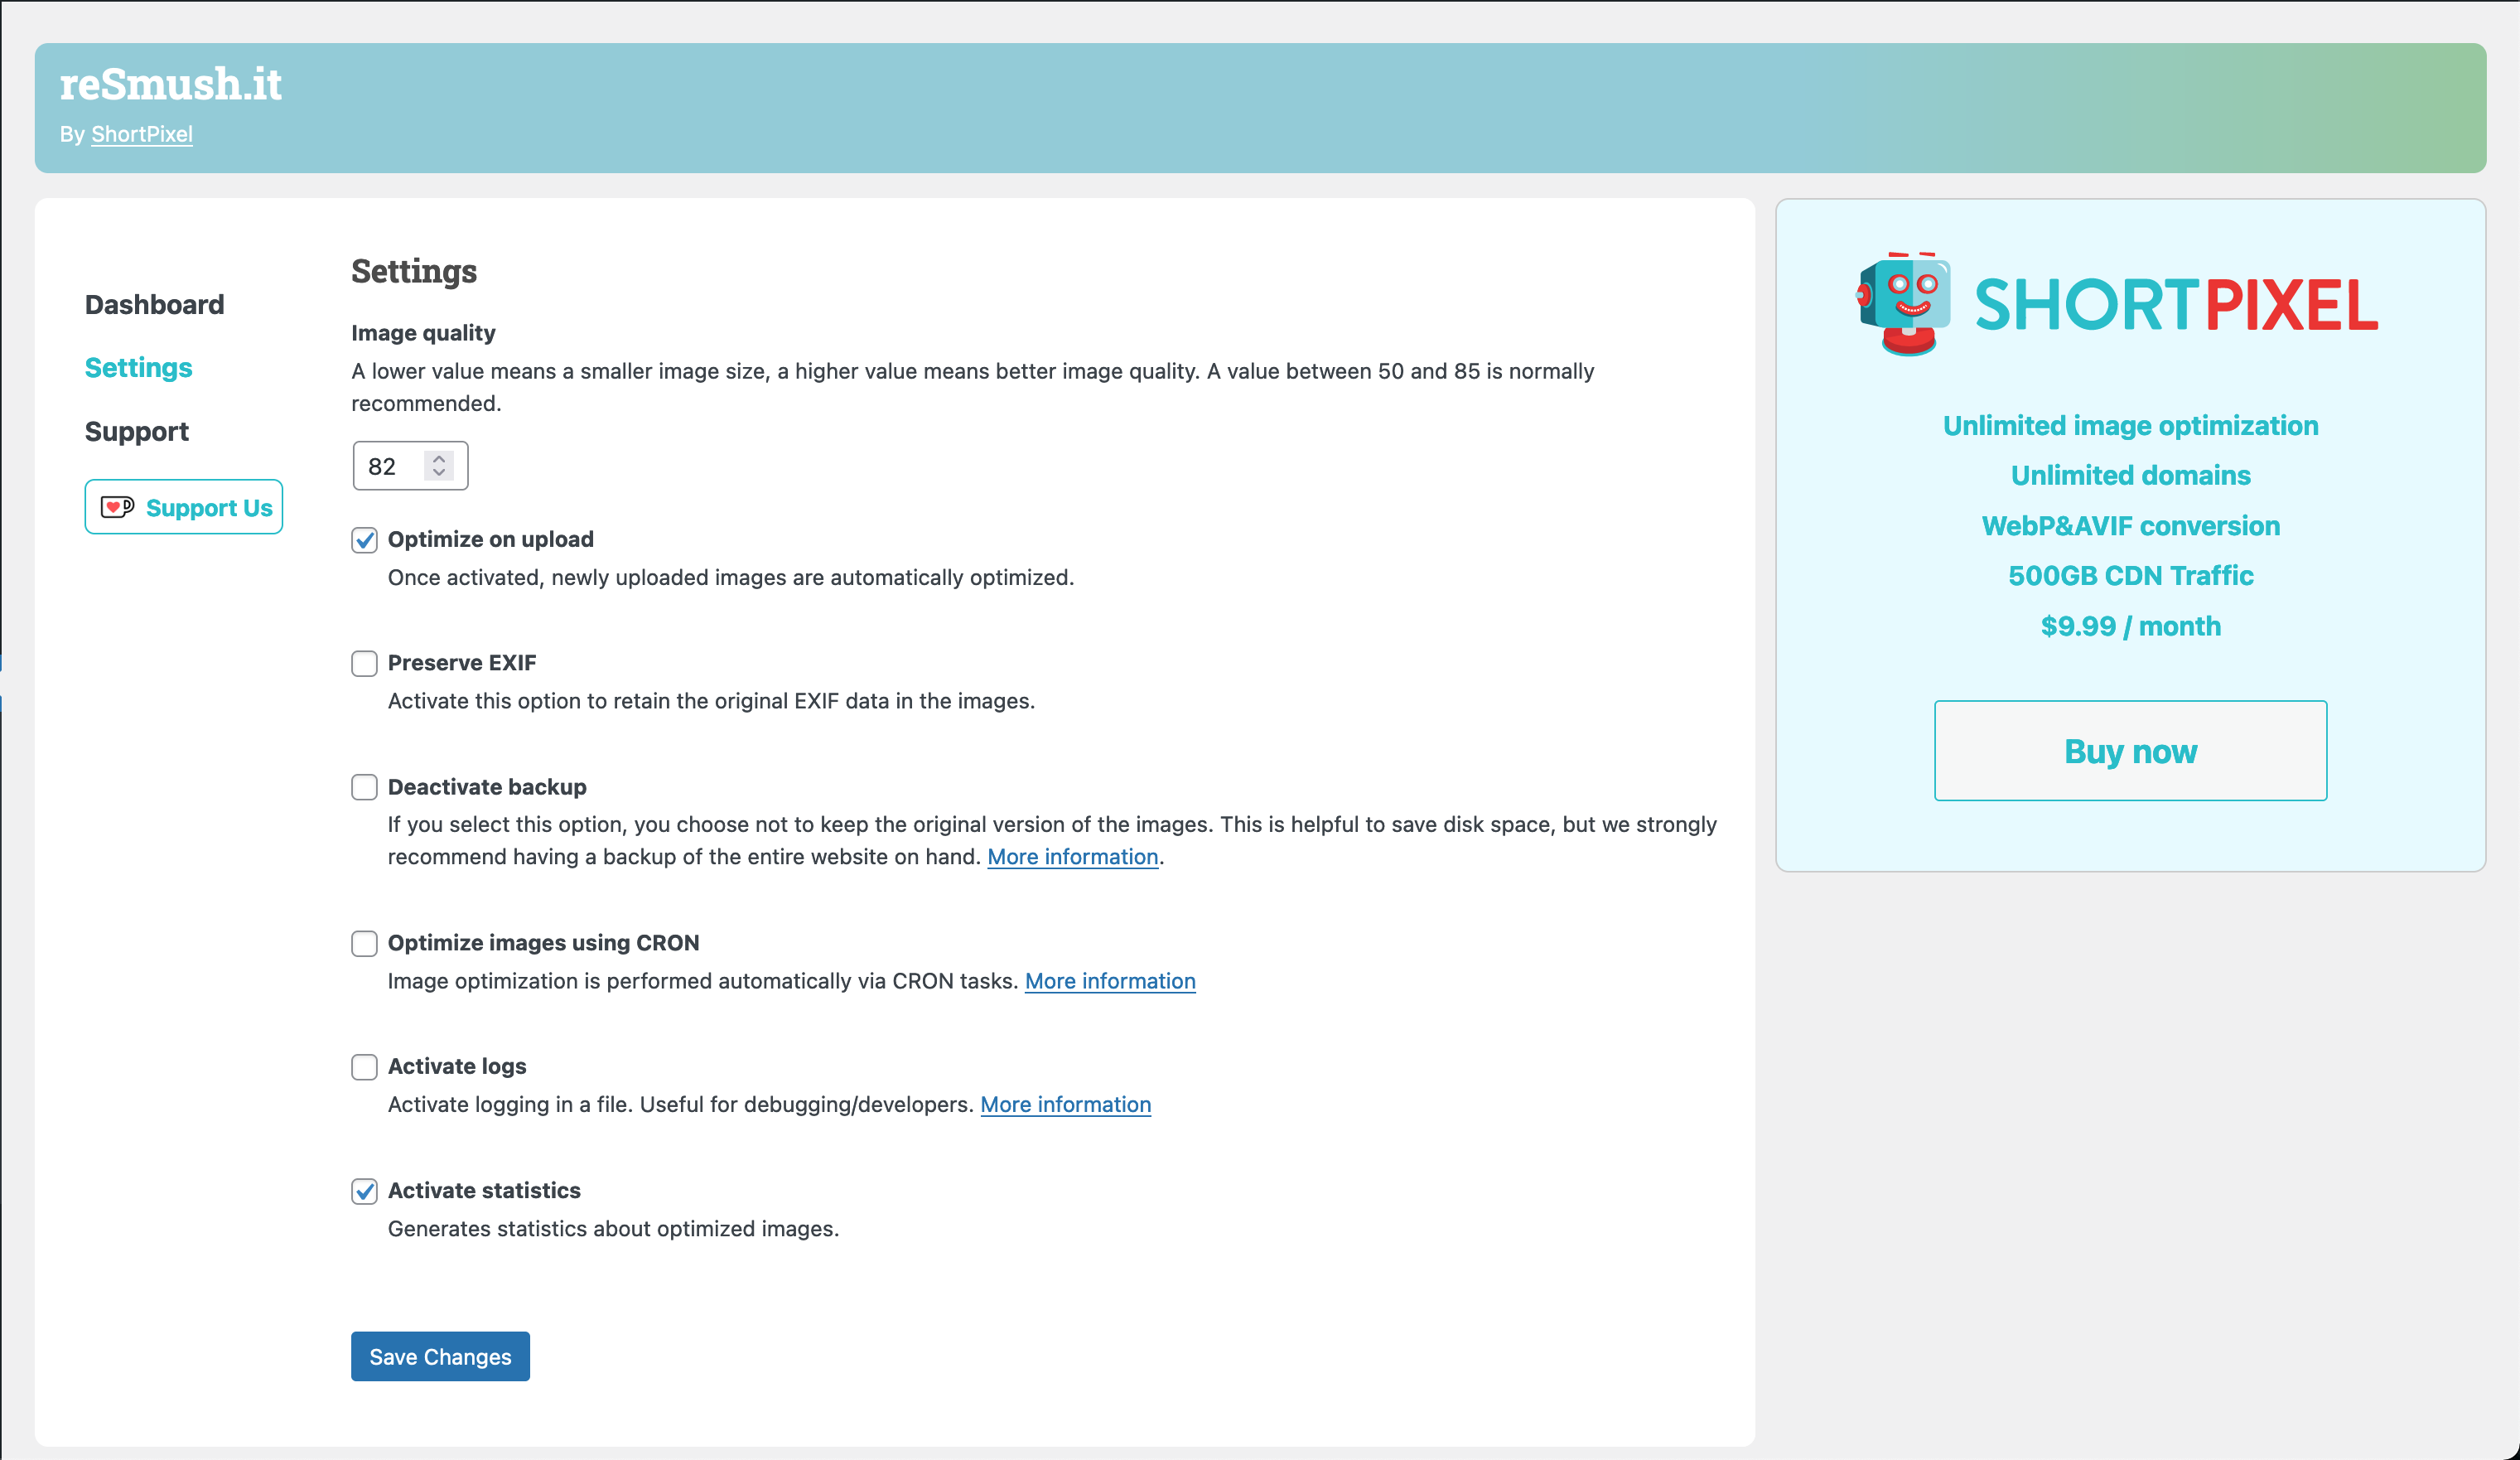 reSmush.it
By ShortPixel
Dashboard
Settings
Support
Support Us
Settings
Image quality
A lower value means a smaller image size, a higher value means better image quality. A value between 50 and 85 is normally
recommended.
82
Optimize on upload
Once activated, newly uploaded images are automatically optimized.
Preserve EXIF
Activate this option to retain the original EXIF data in the images.
Deactivate backup
If you select this option, you choose not to keep the original version of the images. This is helpful to save disk space, but we strongly
recommend having a backup of the entire website on hand. More information.
Optimize images using CRON
Image optimization is performed automatically via CRON tasks. More information
Activate logs
Activate logging in a file. Useful for debugging/developers. More information
Activate statistics
Generates statistics about optimized images.
Save Changes
SHORTPIXEL
Unlimited image optimization
Unlimited domains
WebP&AVIF conversion
500GB CDN Traffic
$9.99 / month
Buy now